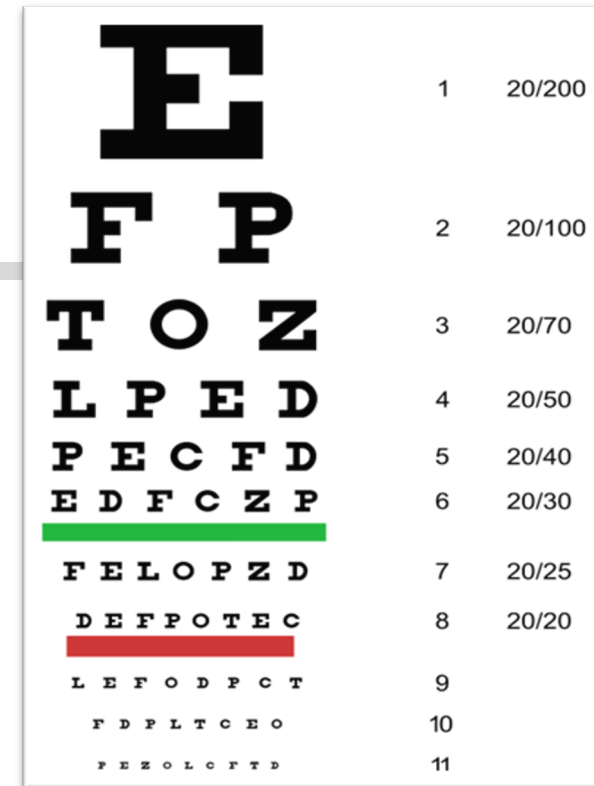 E 1 20/200
F P 2 20/100
T O Z 3 20/70
L P E D 4 20/50
P E C F D 5 20/40
E D F C Z P 6 20/30
F E L O P Z D 7 20/25
D E F P O T E C 8 20/20
L E F O D P C T 9
F D P L T C E O 10
P E Z O L C F T D 11